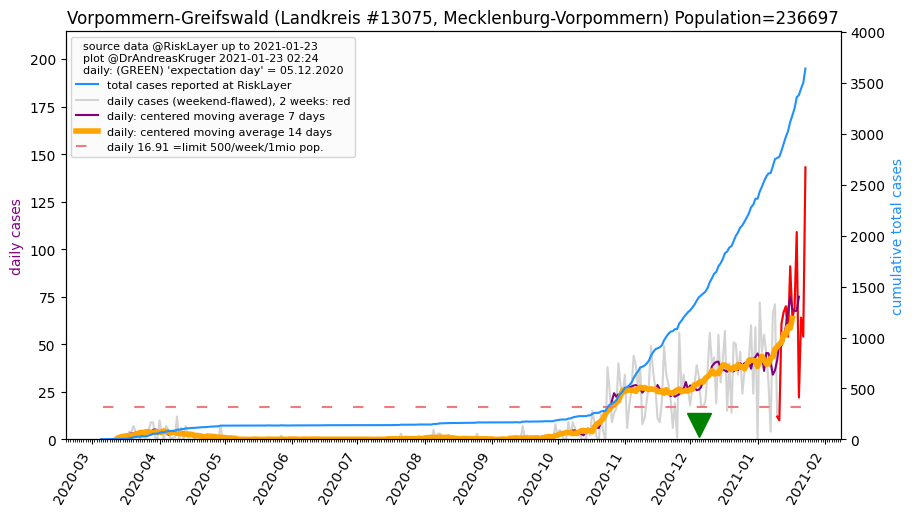 Vorpommern-Greifswald (Landkreis #13075, Mecklenburg-Vorpommern) Population=236697
source data @RiskLayer up to 2021-01-23
plot @DrAndreasKruger 2021-01-23 02:24
daily: (GREEN) 'expectation day' = 05.12.2020
total cases reported at RiskLayer
daily cases (weekend-flawed), 2 weeks: red
daily: centered moving average 7 days
daily: centered moving average 14 days
daily 16.91 =limit 500/week/1mio pop.
daily cases
200
175
150
125
100
75
50
25
0
cumulative total cases
4000
3500
3000
2500
2000
1500
1000
500
0
2020-03
2020-04
2020-05
2020-06
2020-07
2020-08
2020-09
2020-10
2020-11
2020-12
2021-01
2021-02